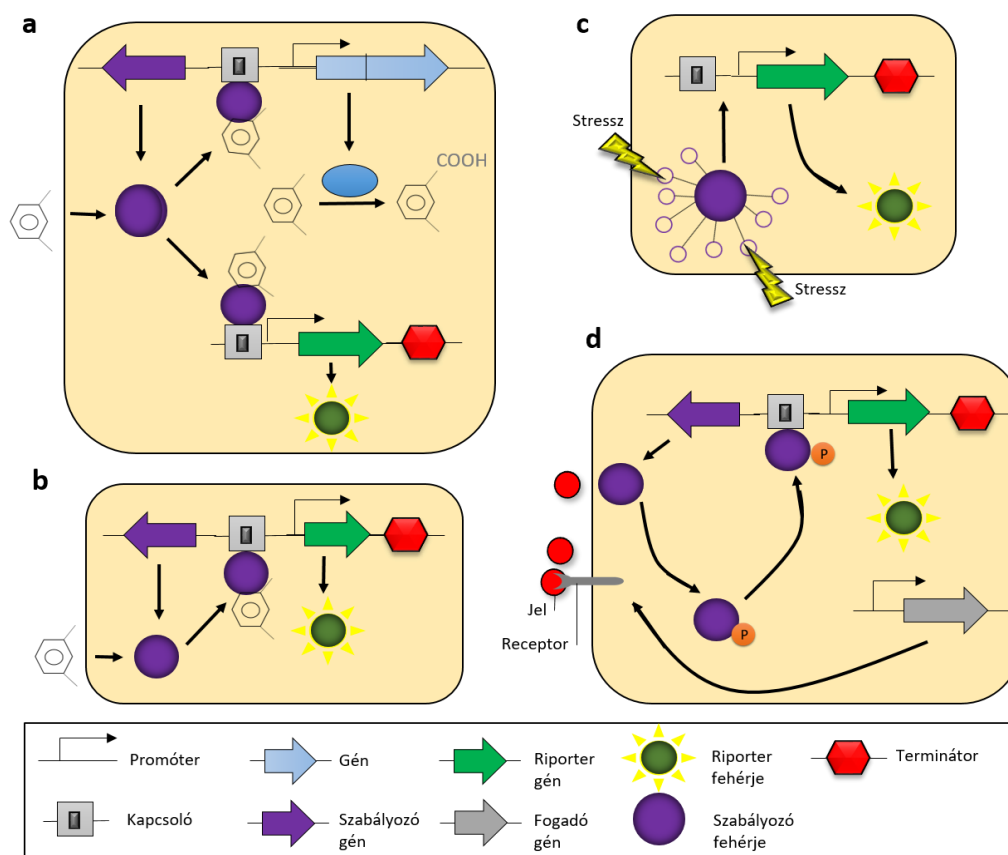 a
COOH
b
c
Stressz
Stressz
d
P
P
Jel
Receptor
Promóter
Gén
Riporter
gén
Riporter
fehérje
Terminátor
Kapcsoló
Szabályozó
gén
Fogadó
gén
Szabályozó
fehérje